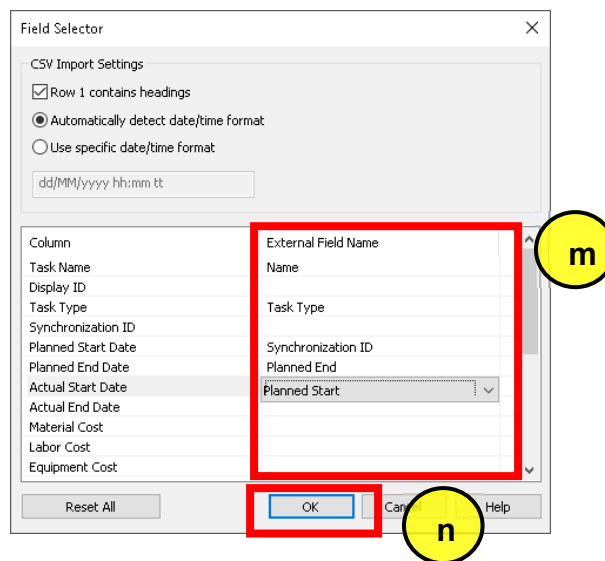 Field Selector
CSV Import Settings
Row 1 contains headings
Automatically detect date/time format
Use specific date/time format
dd/MM/yyyy hh:mm tt
Column External Field Name
m
Task Name Name
Display ID
Task Type Task Type
Synchronization ID
Planned Start Date Synchronization ID
Planned End Date Planned End
Actual Start Date Planned Start
Actual End Date
Material Cost
Labor Cost
Equipment Cost
Reset All OK Help
n